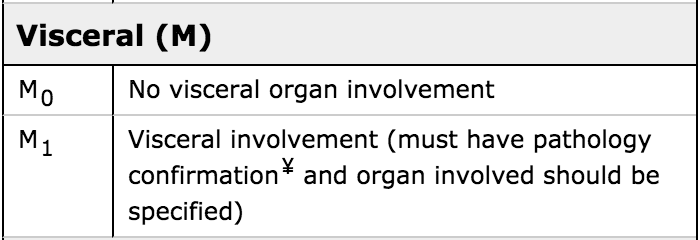 Visceral (M)
M₀ No visceral organ involvement
M₁ Visceral involvement (must have pathology
confirmation¥ and organ involved should be
specified)